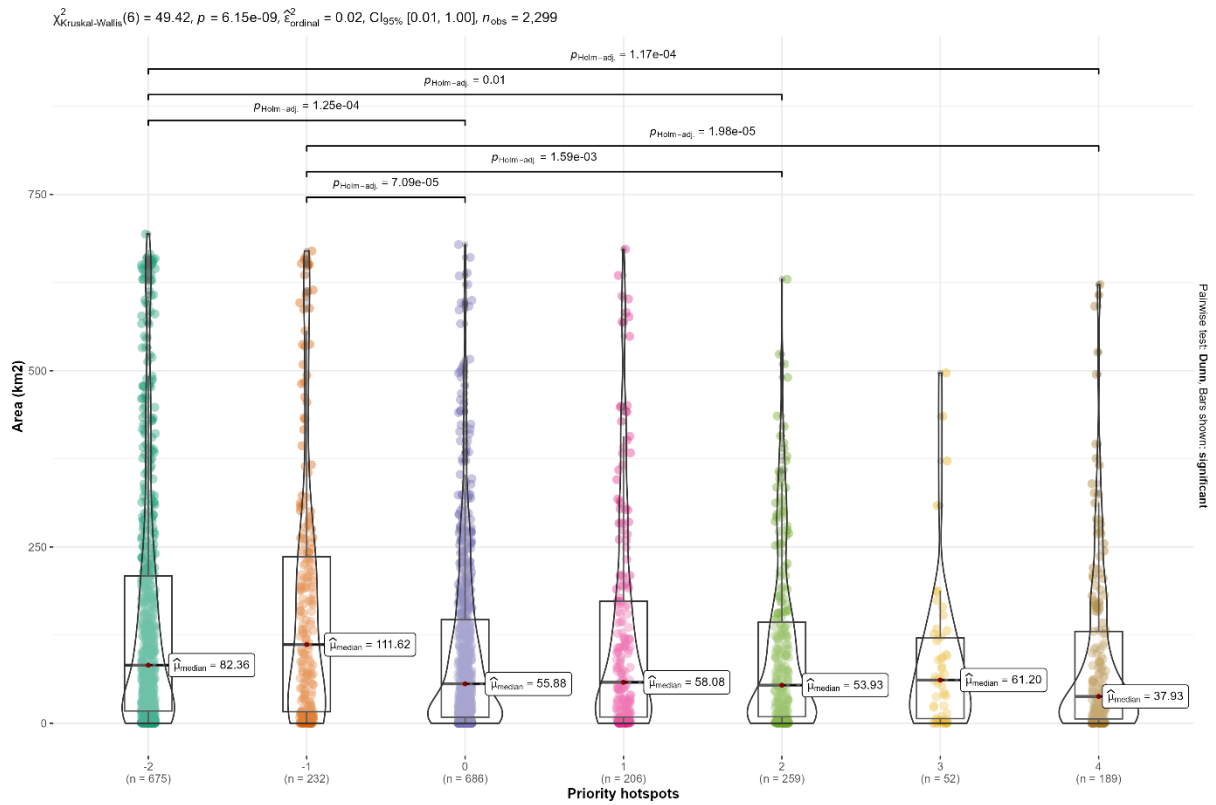 χ²Kruskal-Wallis(6) = 49.42, p = 6.15e-09, ε̂²ordinal = 0.02, CI95% [0.01, 1.00], nobs = 2,299
pHolm-adj. = 1.17e-04
pHolm-adj. = 0.01
pHolm-adj. = 1.25e-04
pHolm-adj. = 1.98e-05
pHolm-adj. = 1.59e-03
pHolm-adj. = 7.09e-05
750
500
250
0
Area (km2)
μ̂median = 82.36
μ̂median = 111.62
μ̂median = 55.88
μ̂median = 58.08
μ̂median = 53.93
μ̂median = 61.20
μ̂median = 37.93
Pairwise test: Dunn, Bars shown: significant
-2 -1 0 1 2 3 4
(n = 675) (n = 232) (n = 686) (n = 206) (n = 259) (n = 52) (n = 189)
Priority hotspots